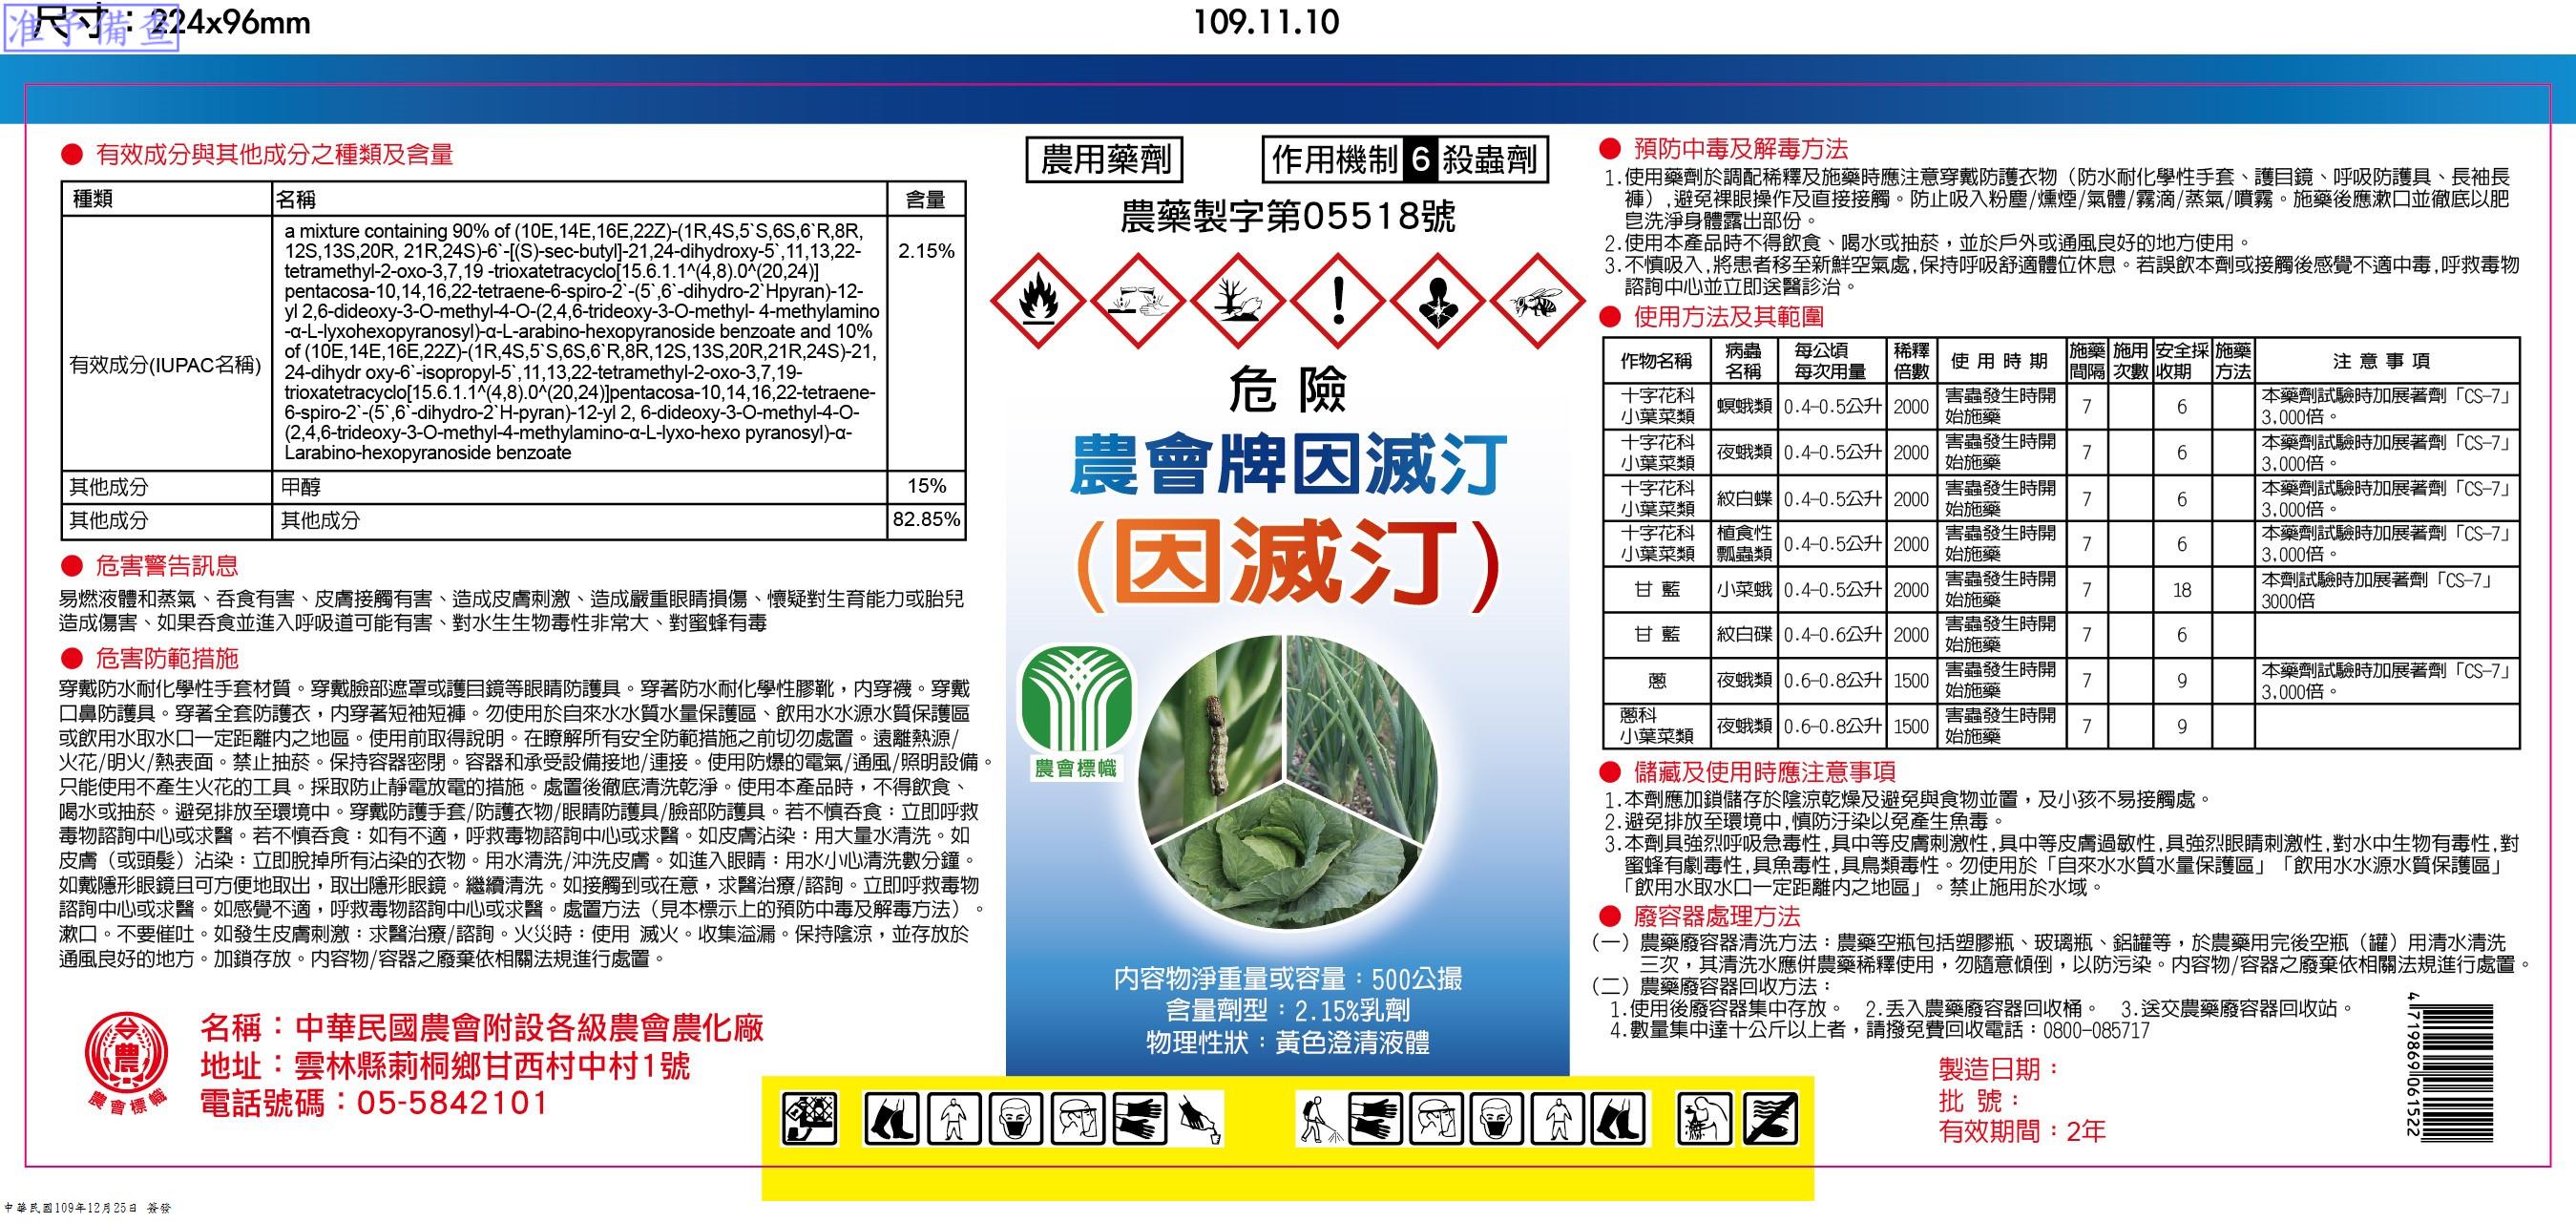 尺寸：224x96mm
准予備查
109.11.10
● 有效成分與其他成分之種類及含量
種類 名稱 含量
有效成分(IUPAC名稱)
a mixture containing 90% of (10E,14E,16E,22Z)-(1R,4S,5`S,6S,6`R,8R,
12S,13S,20R, 21R,24S)-6`-[(S)-sec-butyl]-21,24-dihydroxy-5`,11,13,22-
tetramethyl-2-oxo-3,7,19 -trioxatetracyclo[15.6.1.1^(4,8).0^(20,24)]
pentacosa-10,14,16,22-tetraene-6-spiro-2`-(5`,6`-dihydro-2`Hpyran)-12-
yl 2,6-dideoxy-3-O-methyl-4-O-(2,4,6-trideoxy-3-O-methyl- 4-methylamino
-α-L-lyxohexopyranosyl)-α-L-arabino-hexopyranoside benzoate and 10%
of (10E,14E,16E,22Z)-(1R,4S,5`S,6S,6`R,8R,12S,13S,20R,21R,24S)-21,
24-dihydr oxy-6`-isopropyl-5`,11,13,22-tetramethyl-2-oxo-3,7,19-
trioxatetracyclo[15.6.1.1^(4,8).0^(20,24)]pentacosa-10,14,16,22-tetraene-
6-spiro-2`-(5`,6`-dihydro-2`H-pyran)-12-yl 2, 6-dideoxy-3-O-methyl-4-O-
(2,4,6-trideoxy-3-O-methyl-4-methylamino-α-L-lyxo-hexo pyranosyl)-α-
Larabino-hexopyranoside benzoate
2.15%
其他成分 甲醇 15%
其他成分 其他成分 82.85%
● 危害警告訊息
易燃液體和蒸氣、吞食有害、皮膚接觸有害、造成皮膚刺激、造成嚴重眼睛損傷、懷疑對生育能力或胎兒
造成傷害、如果吞食並進入呼吸道可能有害、對水生生物毒性非常大、對蜜蜂有毒
● 危害防範措施
穿戴防水耐化學性手套材質。穿戴臉部遮罩或護目鏡等眼睛防護具。穿著防水耐化學性膠靴，內穿襪。穿戴
口鼻防護具。穿著全套防護衣，內穿著短袖短褲。勿使用於自來水水質水量保護區、飲用水水源水質保護區
或飲用水取水口一定距離內之地區。使用前取得說明。在瞭解所有安全防範措施之前切勿處置。遠離熱源/
火花/明火/熱表面。禁止抽菸。保持容器密閉。容器和承受設備接地/連接。使用防爆的電氣/通風/照明設備。
只能使用不產生火花的工具。採取防止靜電放電的措施。處置後徹底清洗乾淨。使用本產品時，不得飲食、
喝水或抽菸。避免排放至環境中。穿戴防護手套/防護衣物/眼睛防護具/臉部防護具。若不慎吞食：立即呼救
毒物諮詢中心或求醫。若不慎吞食：如有不適，呼救毒物諮詢中心或求醫。如皮膚沾染：用大量水清洗。如
皮膚（或頭髮）沾染：立即脫掉所有沾染的衣物。用水清洗/沖洗皮膚。如進入眼睛：用水小心清洗數分鐘。
如戴隱形眼鏡且可方便地取出，取出隱形眼鏡。繼續清洗。如接觸到或在意，求醫治療/諮詢。立即呼救毒物
諮詢中心或求醫。如感覺不適，呼救毒物諮詢中心或求醫。處置方法（見本標示上的預防中毒及解毒方法）。
漱口。不要催吐。如發生皮膚刺激：求醫治療/諮詢。火災時：使用 滅火。收集溢漏。保持陰涼，並存放於
通風良好的地方。加鎖存放。內容物/容器之廢棄依相關法規進行處置。
農
農會標幟
名稱：中華民國農會附設各級農會農化廠
地址：雲林縣莿桐鄉甘西村中村1號
電話號碼：05-5842101
農用藥劑
作用機制 6 殺蟲劑
農藥製字第05518號
危險
農會牌因滅汀
(因滅汀)
農會標幟
內容物淨重量或容量：500公撮
含量劑型：2.15%乳劑
物理性狀：黃色澄清液體
● 預防中毒及解毒方法
1.使用藥劑於調配稀釋及施藥時應注意穿戴防護衣物（防水耐化學性手套、護目鏡、呼吸防護具、長袖長
褲）,避免裸眼操作及直接接觸。防止吸入粉塵/燻煙/氣體/霧滴/蒸氣/噴霧。施藥後應漱口並徹底以肥
皂洗淨身體露出部份。
2.使用本產品時不得飲食、喝水或抽菸，並於戶外或通風良好的地方使用。
3.不慎吸入,將患者移至新鮮空氣處,保持呼吸舒適體位休息。若誤飲本劑或接觸後感覺不適中毒,呼救毒物
諮詢中心並立即送醫診治。
● 使用方法及其範圍
作物名稱 病蟲名稱 每公頃每次用量 稀釋倍數 使用時期 施藥間隔 施用次數 安全採收期 施藥方法 注意事項
十字花科小葉菜類 螟蛾類 0.4-0.5公升 2000 害蟲發生時開始施藥 7 6 本藥劑試驗時加展著劑「CS-7」3,000倍。
十字花科小葉菜類 夜蛾類 0.4-0.5公升 2000 害蟲發生時開始施藥 7 6 本藥劑試驗時加展著劑「CS-7」3,000倍。
十字花科小葉菜類 紋白蝶 0.4-0.5公升 2000 害蟲發生時開始施藥 7 6 本藥劑試驗時加展著劑「CS-7」3,000倍。
十字花科小葉菜類 植食性瓢蟲類 0.4-0.5公升 2000 害蟲發生時開始施藥 7 6 本藥劑試驗時加展著劑「CS-7」3,000倍。
甘藍 小菜蛾 0.4-0.5公升 2000 害蟲發生時開始施藥 7 18 本劑試驗時加展著劑「CS-7」3000倍
甘藍 紋白碟 0.4-0.6公升 2000 害蟲發生時開始施藥 7 6
蔥 夜蛾類 0.6-0.8公升 1500 害蟲發生時開始施藥 7 9 本藥劑試驗時加展著劑「CS-7」3,000倍。
蔥科小葉菜類 夜蛾類 0.6-0.8公升 1500 害蟲發生時開始施藥 7 9
● 儲藏及使用時應注意事項
1.本劑應加鎖儲存於陰涼乾燥及避免與食物並置，及小孩不易接觸處。
2.避免排放至環境中,慎防汙染以免產生魚毒。
3.本劑具強烈呼吸急毒性,具中等皮膚刺激性,具中等皮膚過敏性,具強烈眼睛刺激性,對水中生物有毒性,對
蜜蜂有劇毒性,具魚毒性,具鳥類毒性。勿使用於「自來水水質水量保護區」「飲用水水源水質保護區」
「飲用水取水口一定距離內之地區」。禁止施用於水域。
● 廢容器處理方法
（一）農藥廢容器清洗方法：農藥空瓶包括塑膠瓶、玻璃瓶、鋁罐等，於農藥用完後空瓶（罐）用清水清洗
三次，其清洗水應併農藥稀釋使用，勿隨意傾倒，以防污染。內容物/容器之廢棄依相關法規進行處置。
（二）農藥廢容器回收方法：
1.使用後廢容器集中存放。 2.丟入農藥廢容器回收桶。 3.送交農藥廢容器回收站。
4.數量集中達十公斤以上者，請撥免費回收電話：0800-085717
製造日期：
批 號：
有效期間：2年
4719869061522
中華民國109年12月25日 簽發